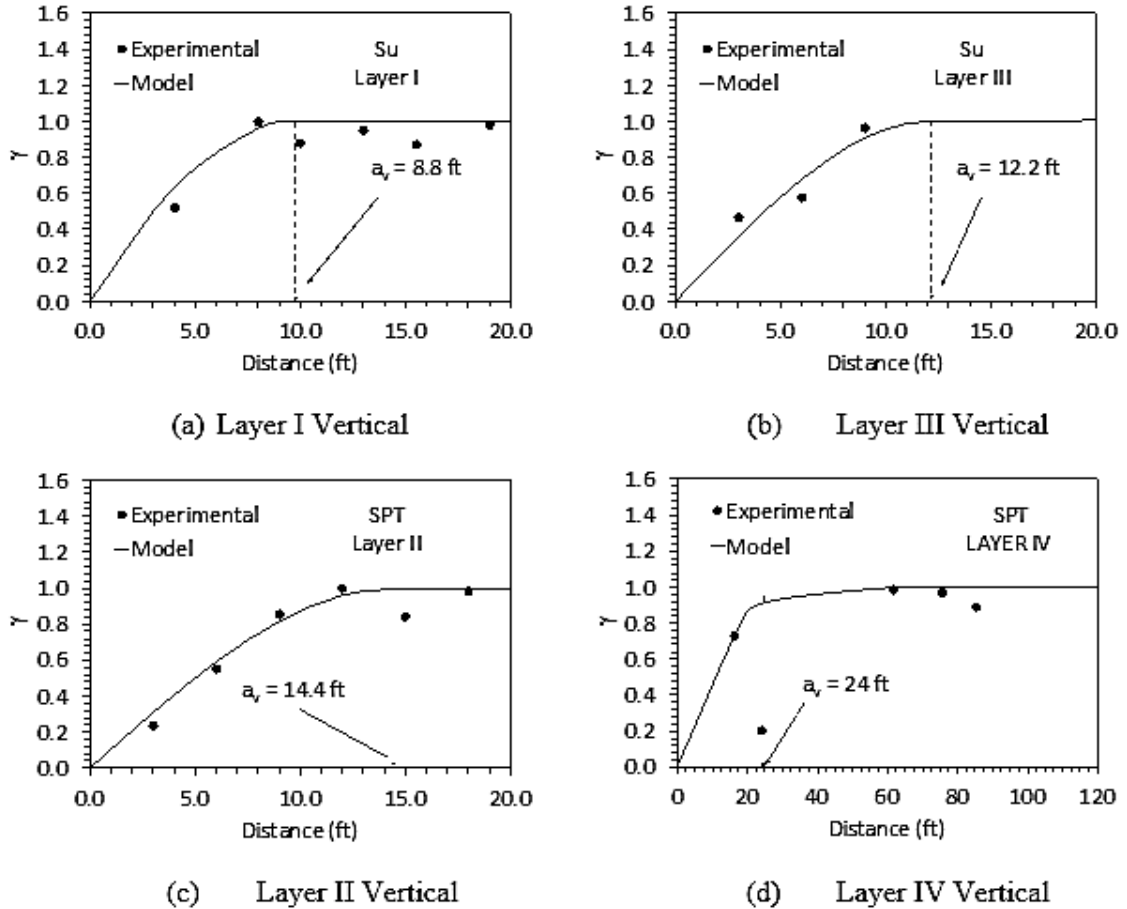 1.6
1.4
1.2
1.0
0.8
0.6
0.4
0.2
0.0
γ
Experimental
Model
Su
Layer I
aᵥ = 8.8 ft
0.0 5.0 10.0 15.0 20.0
Distance (ft)
(a) Layer I Vertical
1.6
1.4
1.2
1.0
0.8
0.6
0.4
0.2
0.0
γ
Experimental
Model
Su
Layer III
aᵥ = 12.2 ft
0.0 5.0 10.0 15.0 20.0
Distance (ft)
(b) Layer III Vertical
1.6
1.4
1.2
1.0
0.8
0.6
0.4
0.2
0.0
γ
Experimental
Model
SPT
Layer II
aᵥ = 14.4 ft
0.0 5.0 10.0 15.0 20.0
Distance (ft)
(c) Layer II Vertical
1.6
1.4
1.2
1.0
0.8
0.6
0.4
0.2
0.0
γ
Experimental
Model
SPT
LAYER IV
aᵥ = 24 ft
0 20 40 60 80 100 120
Distance (ft)
(d) Layer IV Vertical